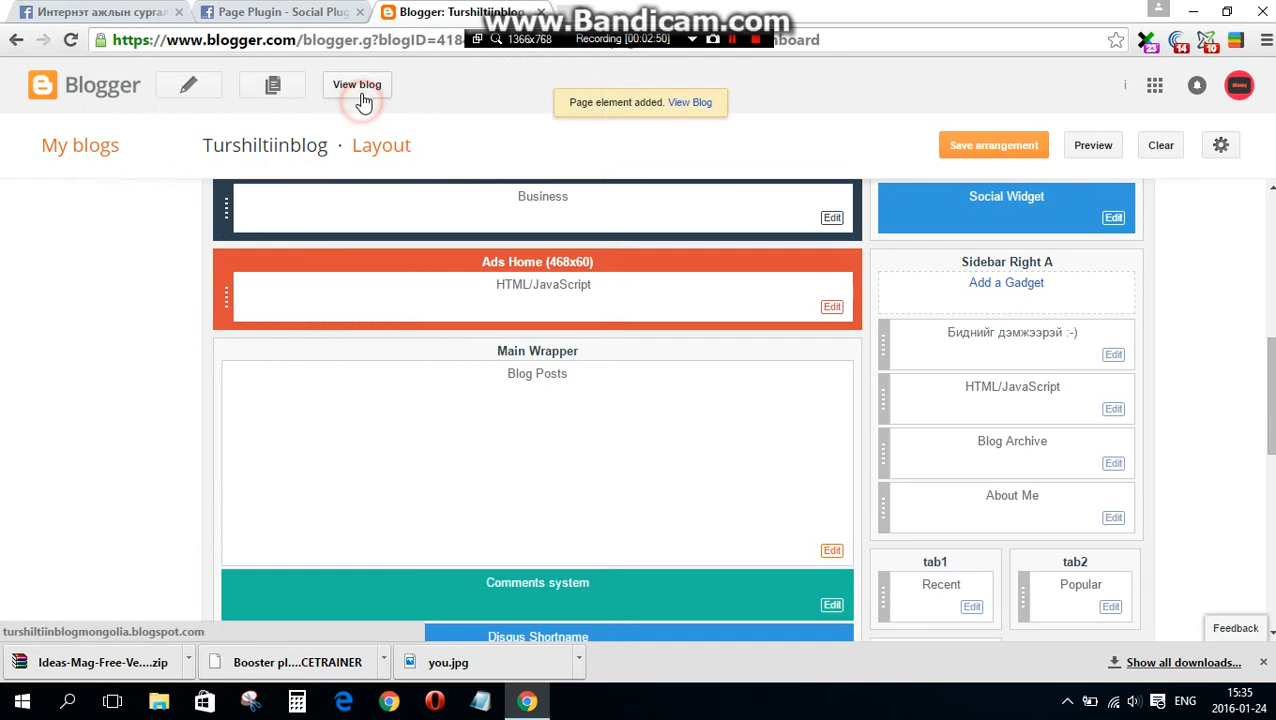 Интернэт ажлын сургал
Page Plugin - Social Plug
Blogger: Turshiltiinblog
www.Bandicam.com
https://www.blogger.com/blogger.g?blogID=418
1366x768
Recording [00:02:50]
board
23
14
10
Blogger
View blog
Page element added. View Blog
My blogs
Turshiltiinblog · Layout
Save arrangement
Preview
Clear
Business
Edit
Social Widget
Edit
Ads Home (468x60)
HTML/JavaScript
Edit
Sidebar Right A
Add a Gadget
Биднийг дэмжээрэй :-)
Edit
Main Wrapper
Blog Posts
HTML/JavaScript
Edit
Blog Archive
Edit
About Me
Edit
Edit
tab1
tab2
Recent
Popular
Edit
Edit
Comments system
Edit
Disqus Shortname
Feedback
turshiltiinblogmongolia.blogspot.com
Ideas-Mag-Free-Ve....zip
Booster pl....CETRAINER
you.jpg
Show all downloads...
ENG
15:35
2016-01-24